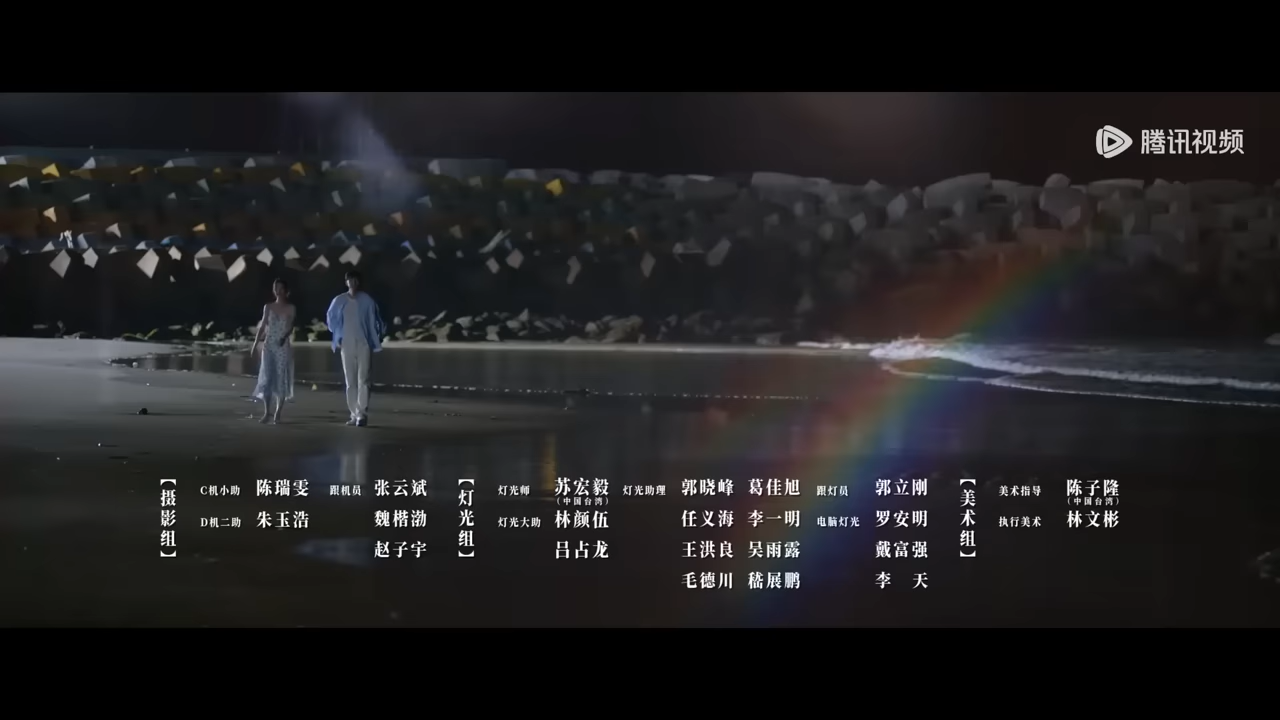 腾讯视频
【摄影组】
C机小助 陈瑞雯
D机二助 朱玉浩
跟机员 张云斌
魏楷渤
赵子宇
【灯光组】
灯光师 苏宏毅
(中国台湾)
灯光大助 林颜伍
吕占龙
灯光助理 郭晓峰 葛佳旭
任义海 李一明
王洪良 吴雨露
毛德川 嵇展鹏
跟灯员 郭立刚
电脑灯光 罗安明
戴富强
李 天
【美术组】
美术指导 陈子隆
(中国台湾)
执行美术 林文彬